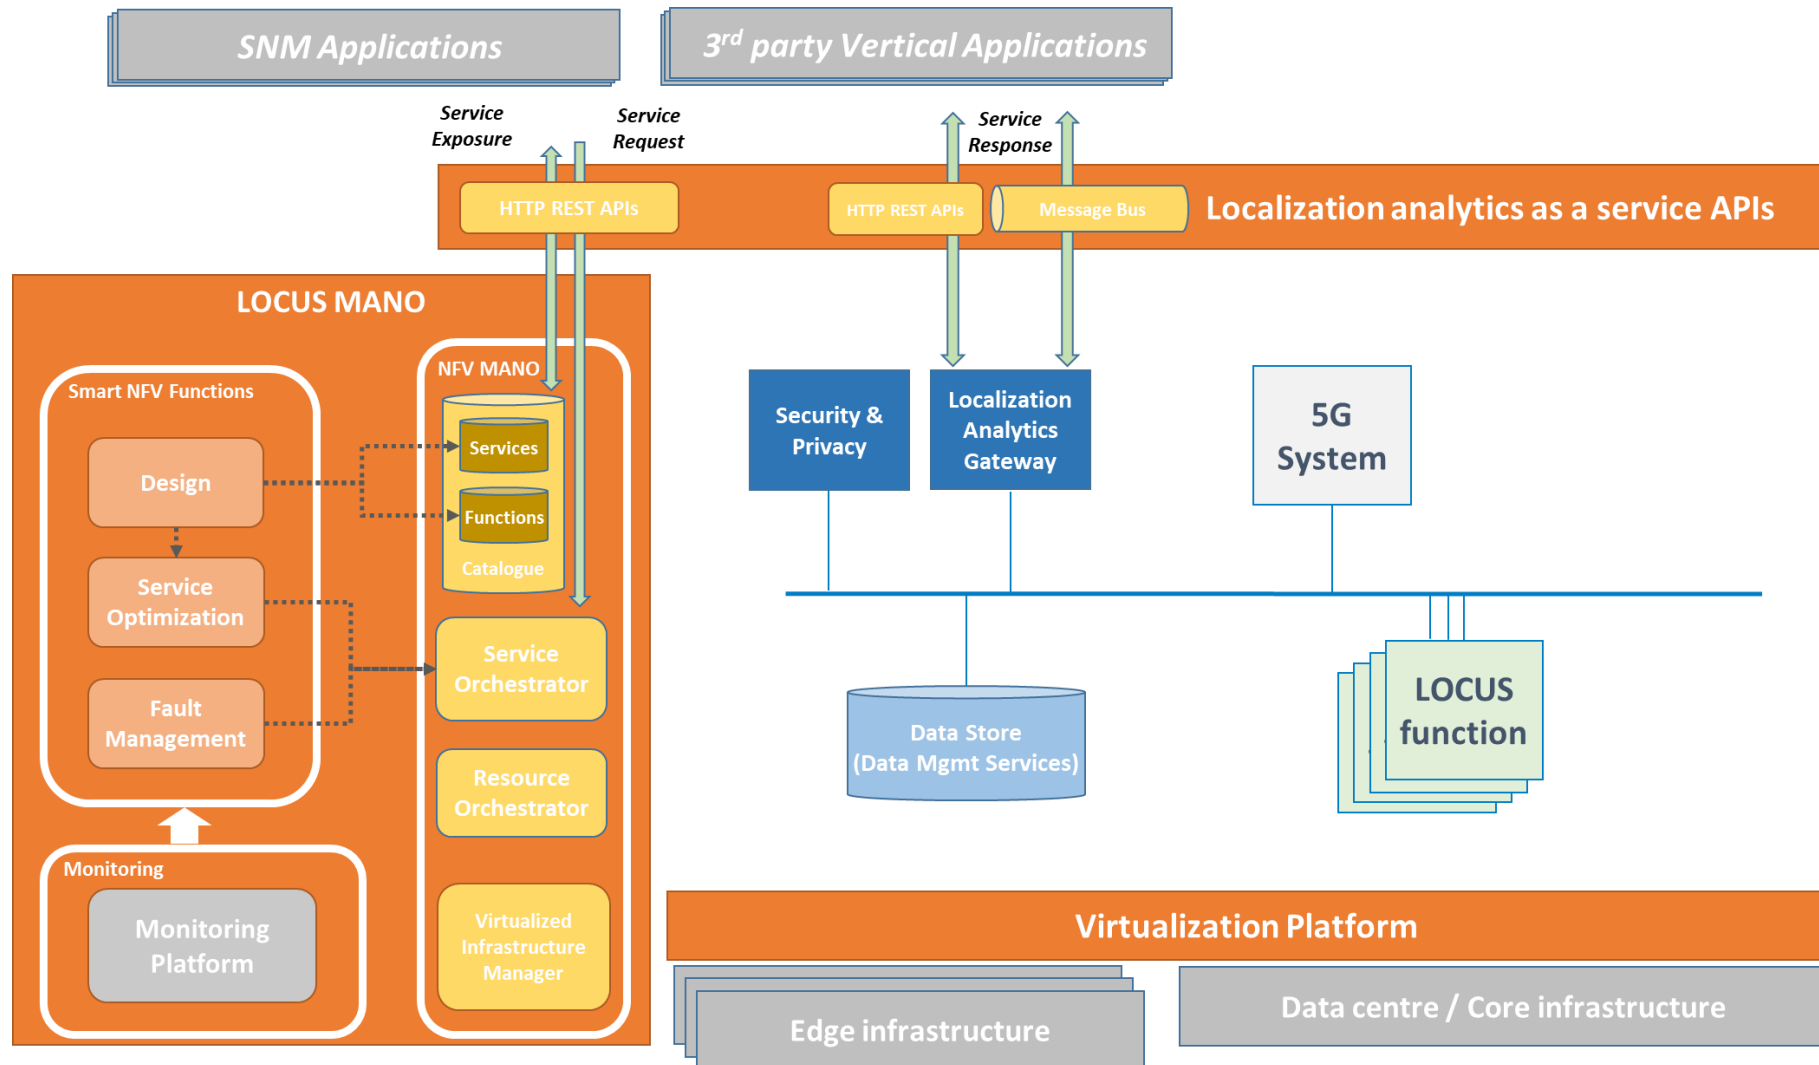 SNM Applications
3rd party Vertical Applications
Service
Exposure
Service
Request
Service
Response
HTTP REST APIs
HTTP REST APIs
Message Bus
Localization analytics as a service APIs
LOCUS MANO
Smart NFV Functions
Design
Service
Optimization
Fault
Management
Monitoring
Monitoring
Platform
NFV MANO
Services
Functions
Catalogue
Service
Orchestrator
Resource
Orchestrator
Virtualized
Infrastructure
Manager
Security &
Privacy
Localization
Analytics
Gateway
5G
System
Data Store
(Data Mgmt Services)
LOCUS
function
Virtualization Platform
Edge infrastructure
Data centre / Core infrastructure